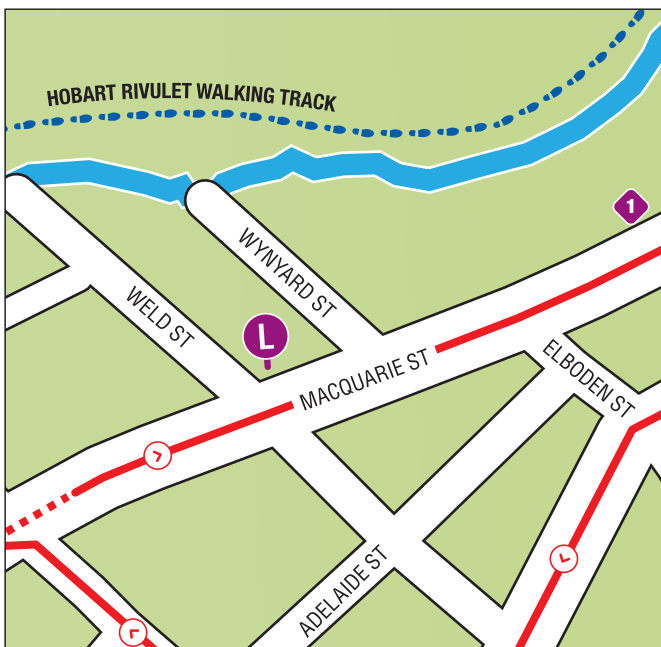 HOBART RIVULET WALKING TRACK
1
WYNYARD ST
WELD ST
L
MACQUARIE ST
ELBODEN ST
ADELAIDE ST